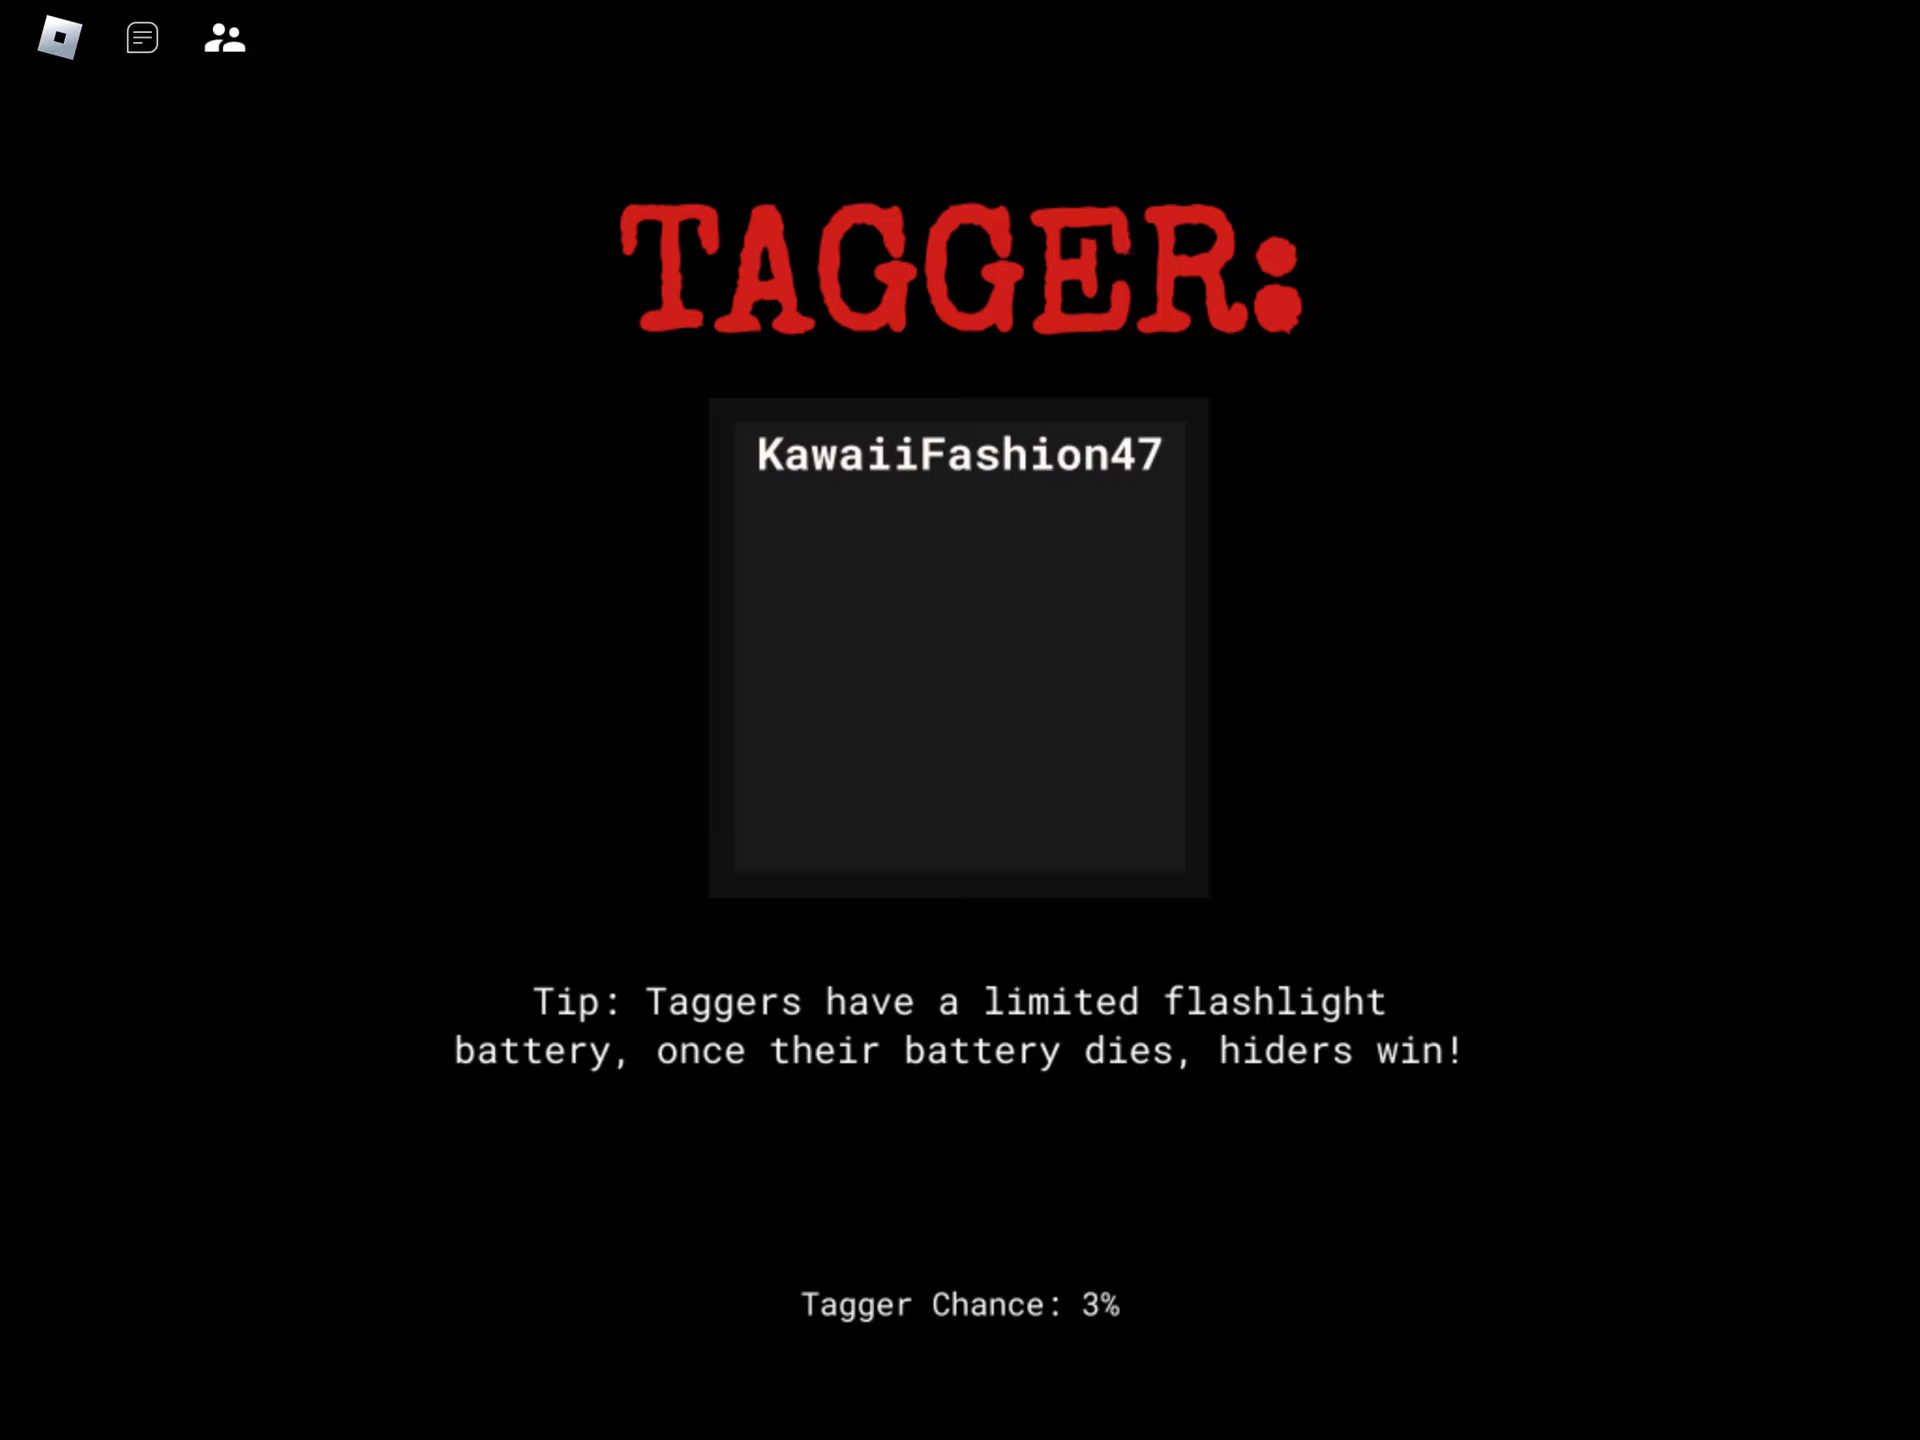 TAGGER:
KawaiiFashion47
Tip: Taggers have a limited flashlight
battery, once their battery dies, hiders win!
Tagger Chance: 3%